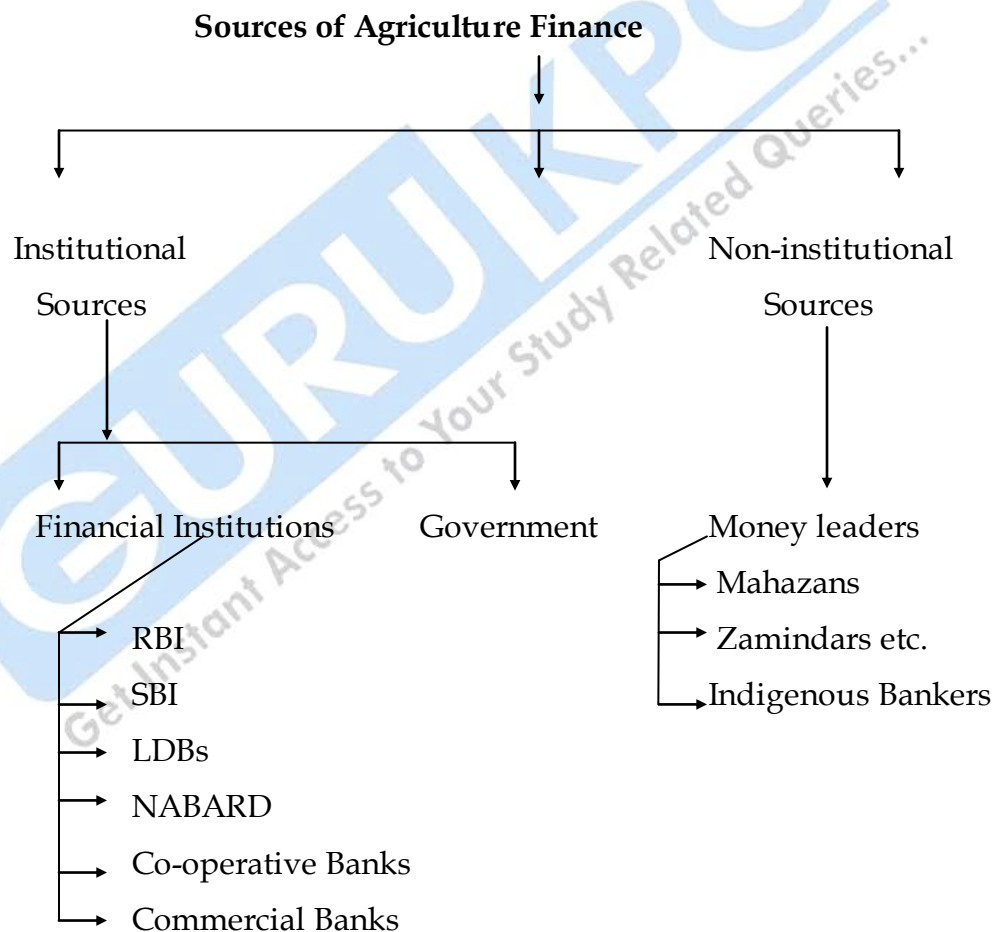 Sources of Agriculture Finance
Institutional
Sources
Non-institutional
Sources
Financial Institutions
Government
Money leaders
Mahazans
Zamindars etc.
Indigenous Bankers
RBI
SBI
LDBs
NABARD
Co-operative Banks
Commercial Banks
GURUKPO
Get Instant Access to Your Study Related Queries...